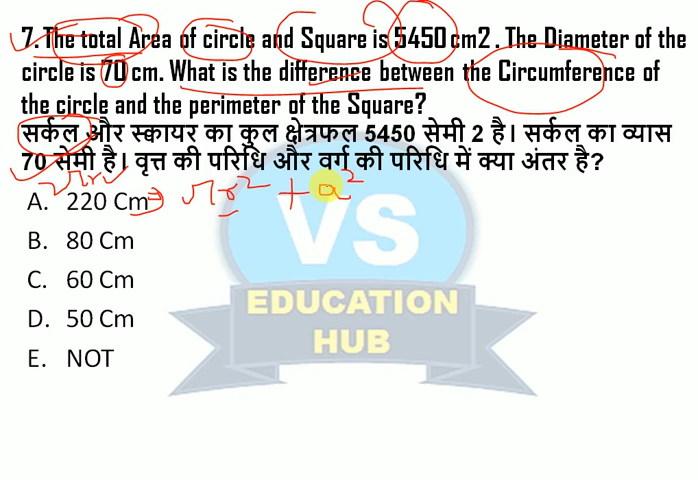 7. The total Area of circle and Square is 5450 cm2 . The Diameter of the
circle is 70 cm. What is the difference between the Circumference of
the circle and the perimeter of the Square?
सर्कल और स्क्वायर का कुल क्षेत्रफल 5450 सेमी 2 है। सर्कल का व्यास
70 सेमी है। वृत्त की परिधि और वर्ग की परिधि में क्या अंतर है?
A. 220 Cm ⇒ πr² + a²
B. 80 Cm
C. 60 Cm
D. 50 Cm
E. NOT
VS
EDUCATION
HUB